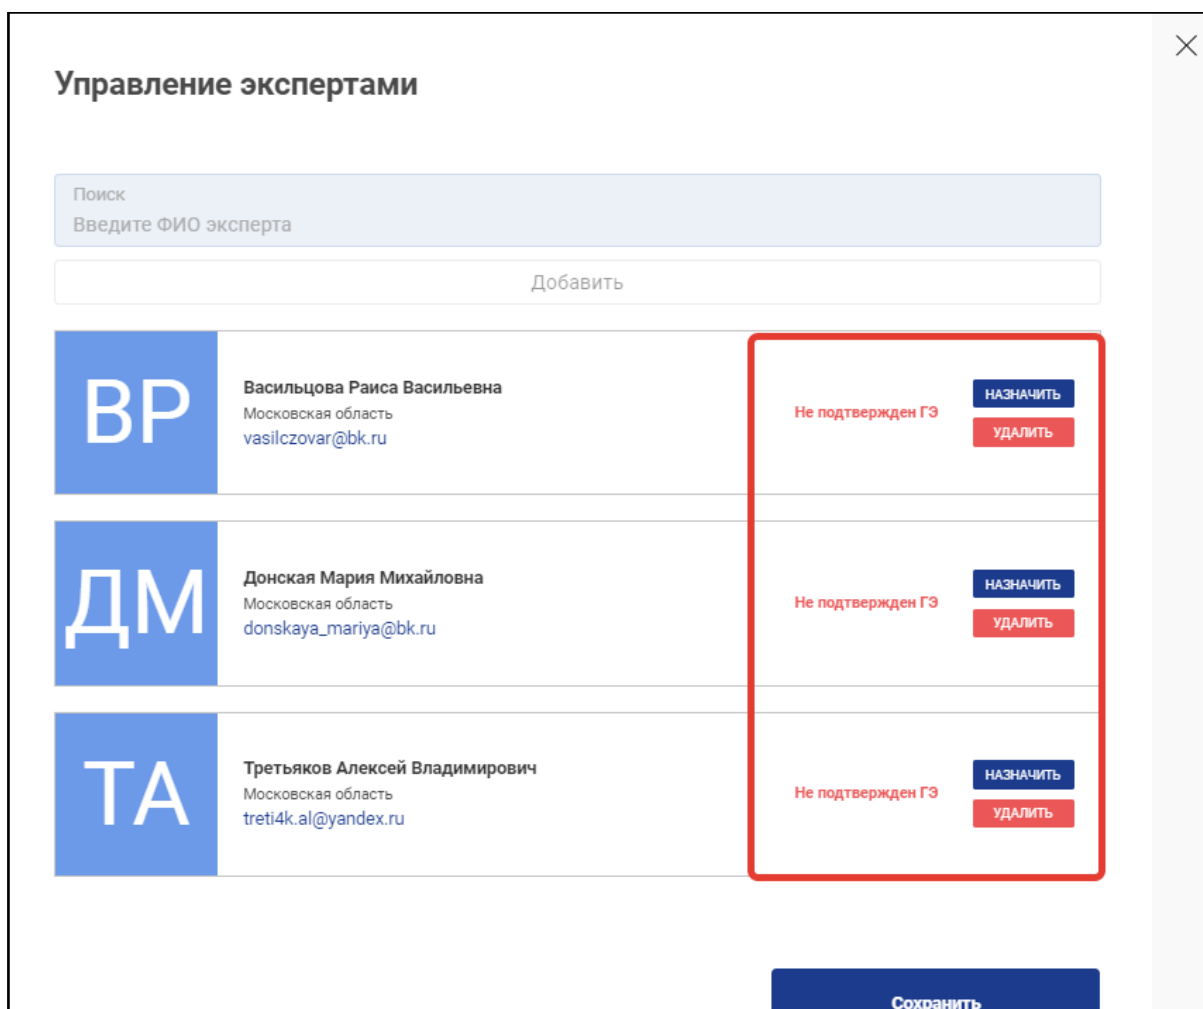 Управление экспертами
Поиск
Введите ФИО эксперта
Добавить
ВР
Васильцова Раиса Васильевна
Московская область
vasilczovar@bk.ru
Не подтвержден ГЭ
НАЗНАЧИТЬ
УДАЛИТЬ
ДМ
Донская Мария Михайловна
Московская область
donskaya_mariya@bk.ru
Не подтвержден ГЭ
НАЗНАЧИТЬ
УДАЛИТЬ
ТА
Третьяков Алексей Владимирович
Московская область
treti4k.al@yandex.ru
Не подтвержден ГЭ
НАЗНАЧИТЬ
УДАЛИТЬ
Сохранить